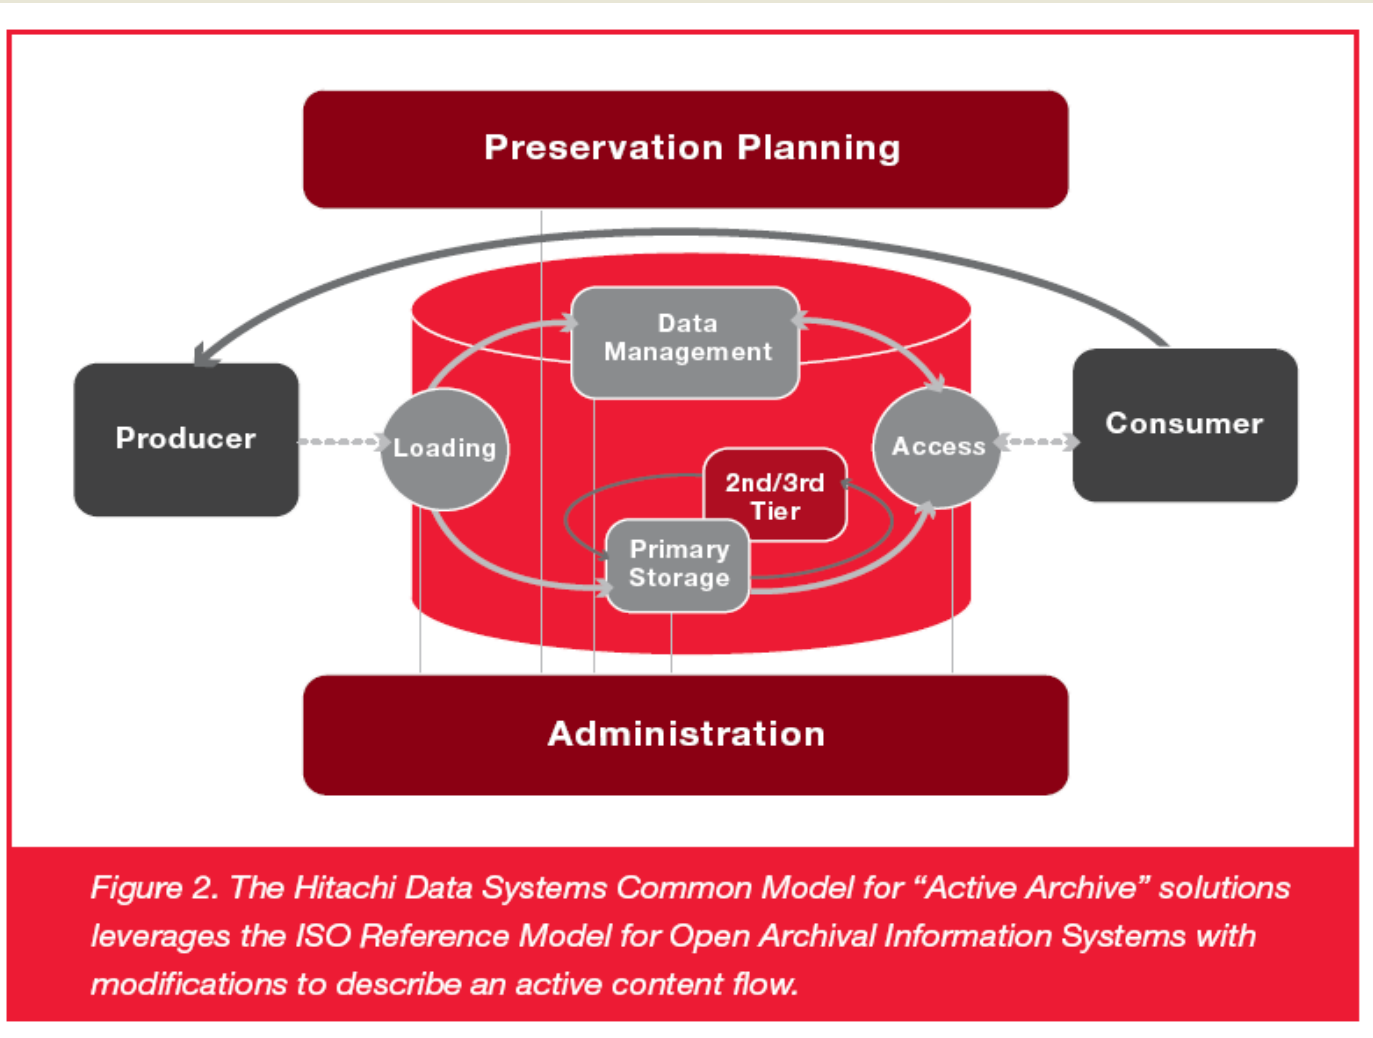 Preservation Planning
Data
Management
Producer
Loading
Access
Consumer
2nd/3rd
Tier
Primary
Storage
Administration
Figure 2. The Hitachi Data Systems Common Model for “Active Archive” solutions
leverages the ISO Reference Model for Open Archival Information Systems with
modifications to describe an active content flow.